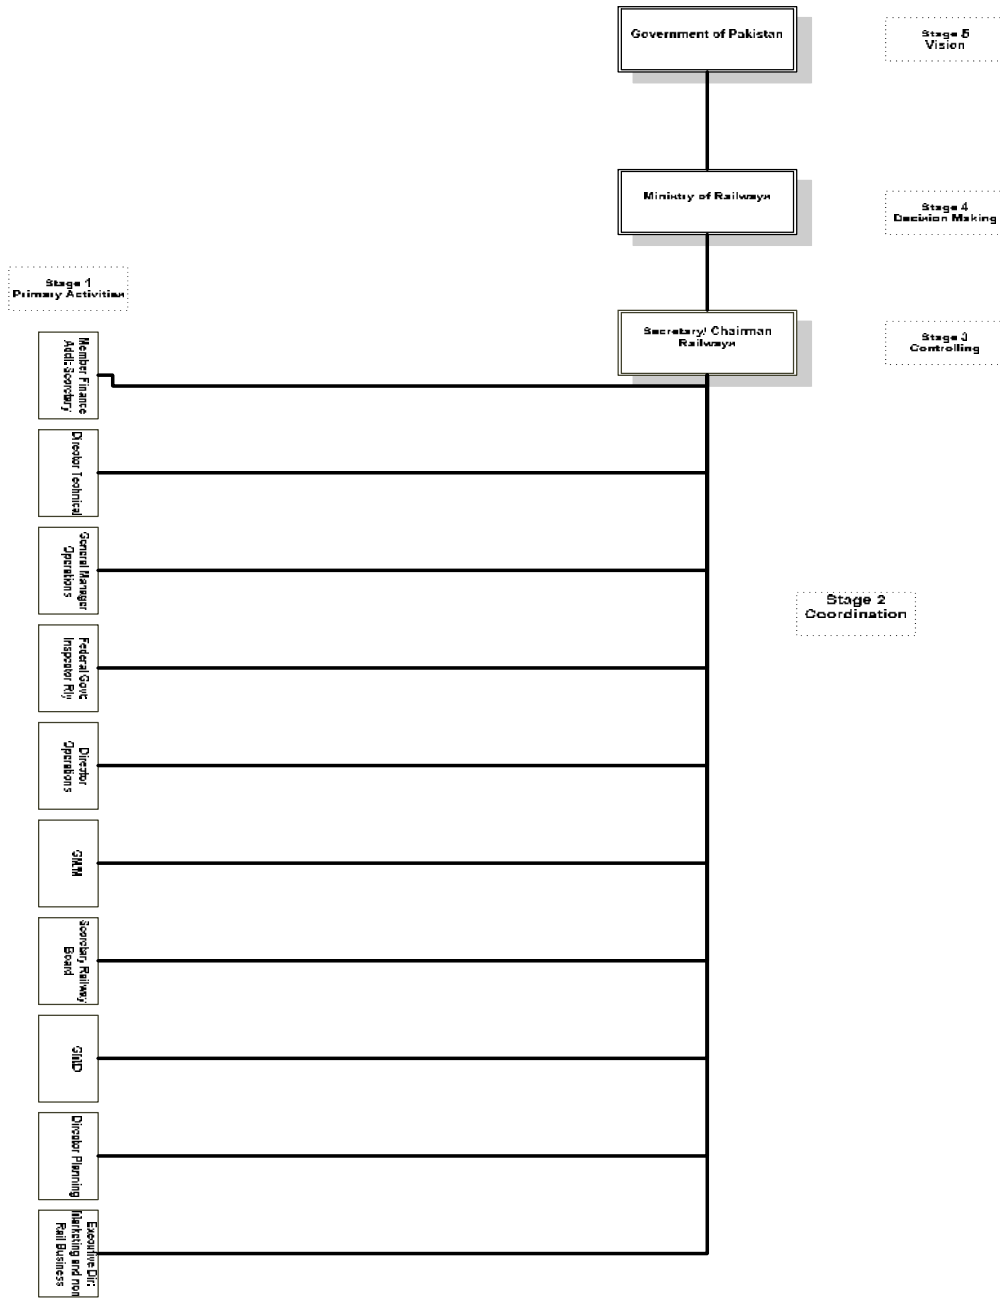 Government of Pakistan
Stage 5
Vision
Ministry of Railways
Stage 4
Decision Making
Stage 1
Primary Activities
Secretary/ Chairman
Railways
Stage 3
Controlling
Member Finance
Addl: Secretary
Director Technical
General Manager
Operations
Stage 2
Coordination
Federal Govt:
Inspector Rly
Director
Operations
GM/M
Secretary Railway
Board
Director Planning
Executive Dir:
Marketing and non
Rail Business